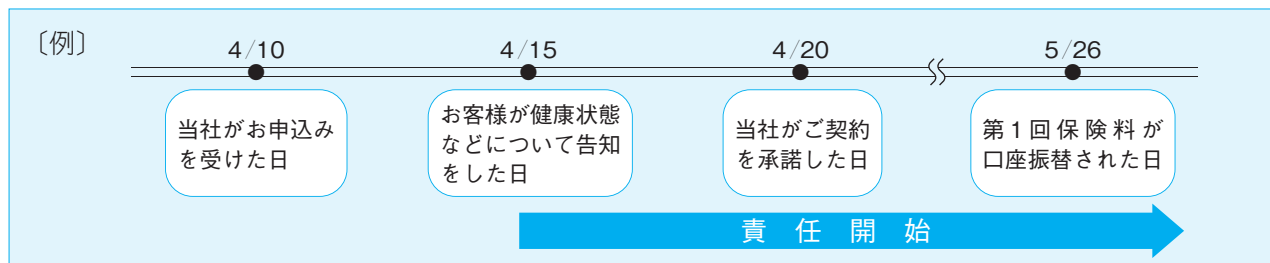 〔例〕
4/10
4/15
4/20
5/26
当社がお申込み
を受けた日
お客様が健康状態
などについて告知
をした日
当社がご契約
を承諾した日
第1回保険料が
口座振替された日
責任開始